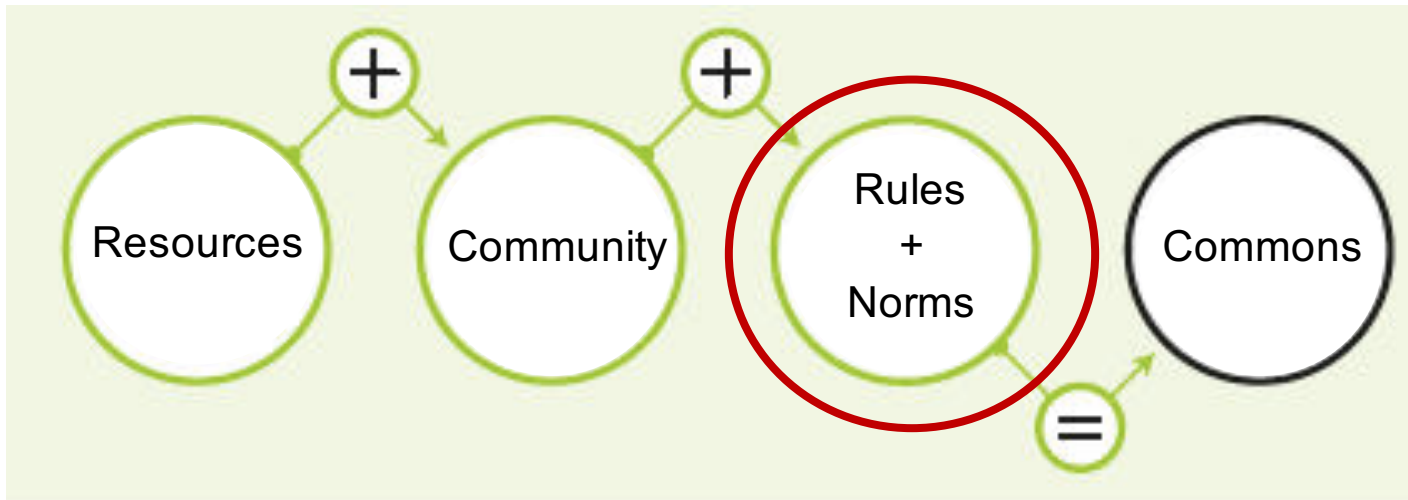 +
+
Resources
Community
Rules
+
Norms
Commons
=